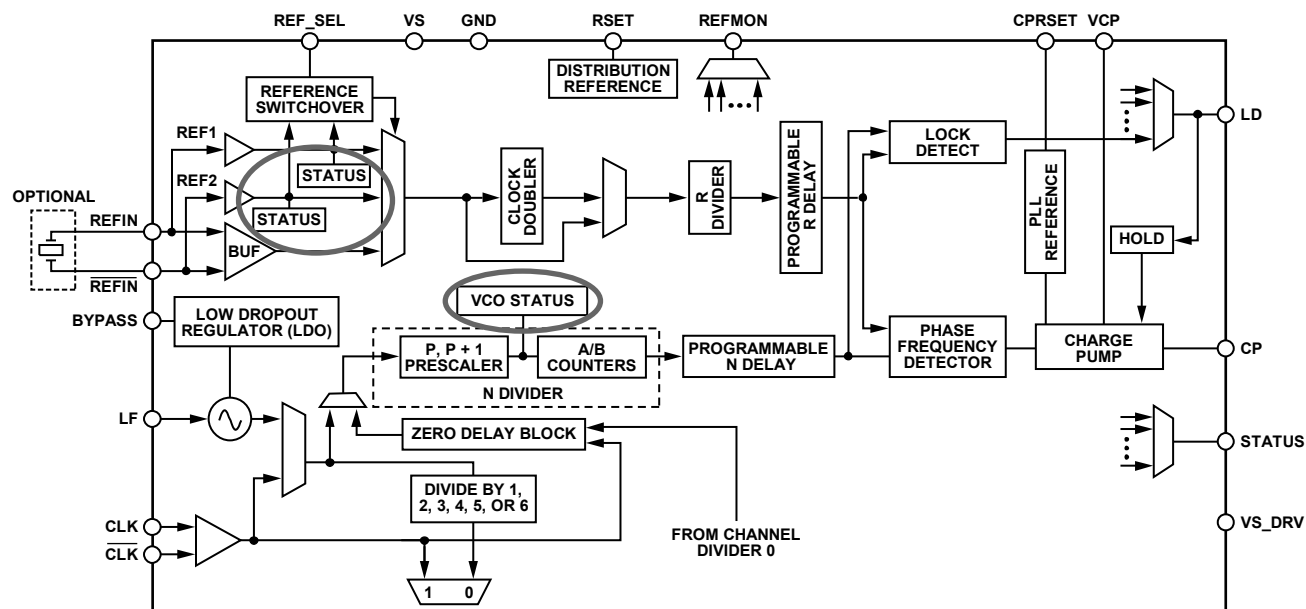 REF_SEL
VS
GND
RSET
REFMON
CPRSET
VCP
DISTRIBUTION
REFERENCE
REFERENCE
SWITCHOVER
REF1
REF2
STATUS
STATUS
BUF
OPTIONAL
REFIN
REFIN
CLOCK
DOUBLER
R
DIVIDER
PROGRAMMABLE
R DELAY
LOCK
DETECT
LD
PLL
REFERENCE
HOLD
BYPASS
LOW DROPOUT
REGULATOR (LDO)
VCO STATUS
P, P + 1
PRESCALER
A/B
COUNTERS
N DIVIDER
PROGRAMMABLE
N DELAY
PHASE
FREQUENCY
DETECTOR
CHARGE
PUMP
CP
LF
ZERO DELAY BLOCK
STATUS
DIVIDE BY 1,
2, 3, 4, 5, OR 6
FROM CHANNEL
DIVIDER 0
CLK
CLK
VS_DRV
1 0